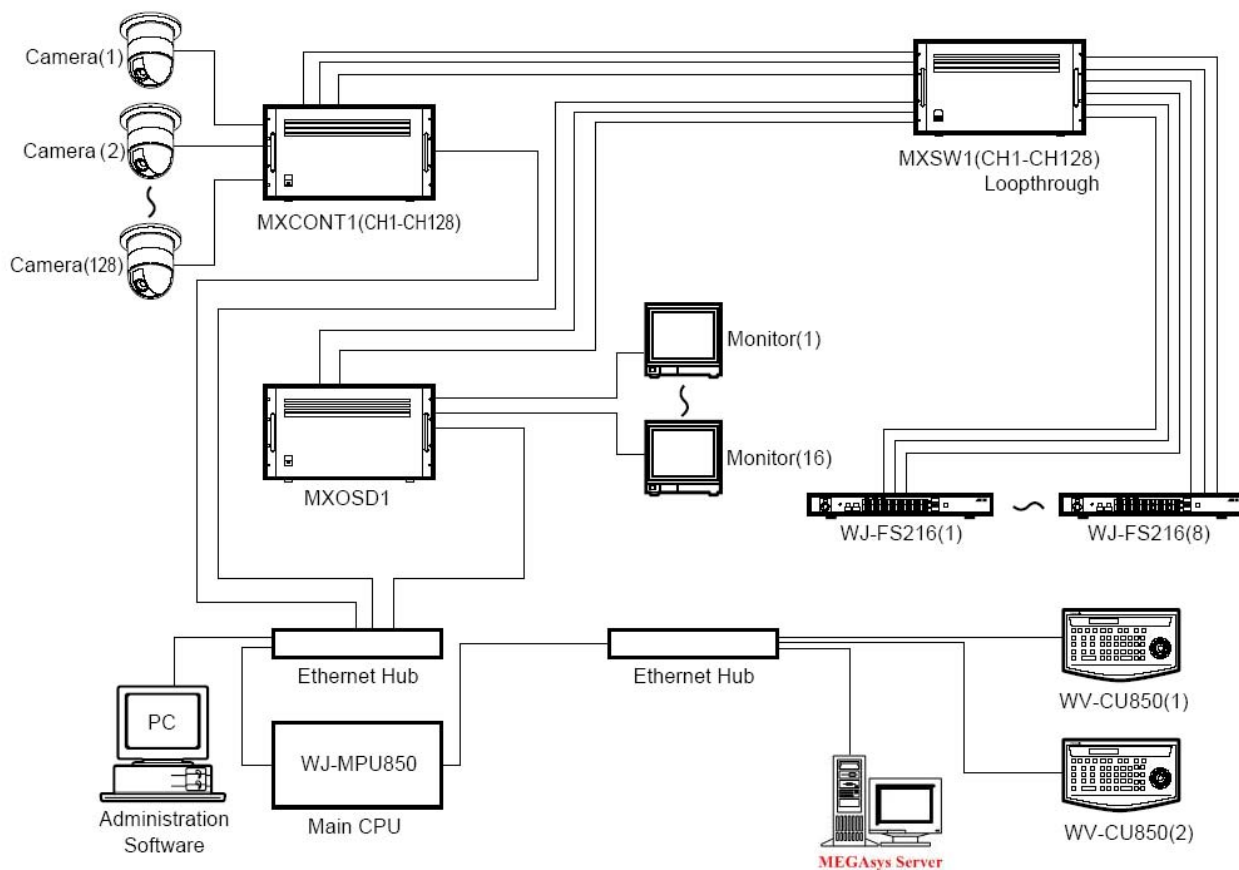 Camera(1)
Camera (2)
Camera(128)
MXCONT1(CH1-CH128)
MXSW1(CH1-CH128)
Loopthrough
Monitor(1)
Monitor(16)
MXOSD1
WJ-FS216(1)
WJ-FS216(8)
Ethernet Hub
Ethernet Hub
PC
Administration
Software
WJ-MPU850
Main CPU
WV-CU850(1)
WV-CU850(2)
MEGAsys Server